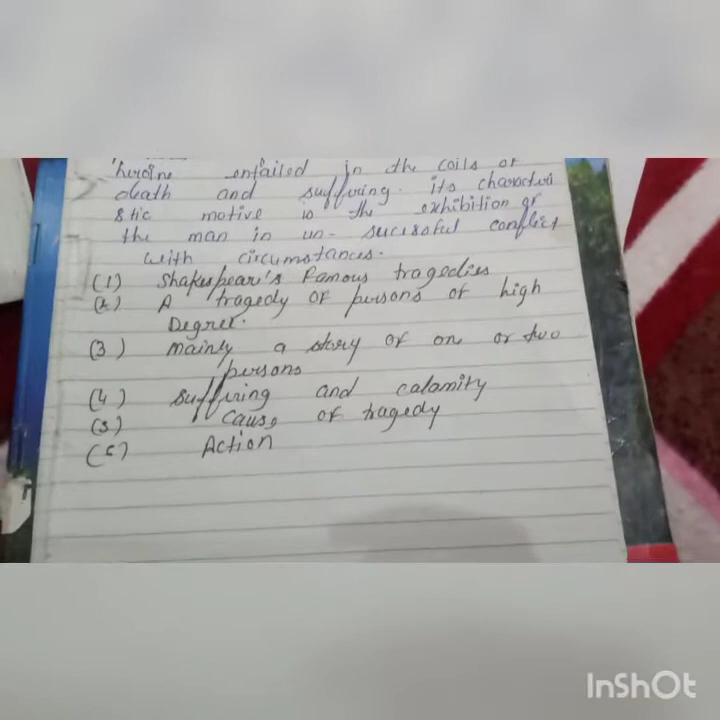 heroine entailed in the coils of
death and suffering. its characteri
stic motive is the exhibition of
the man in un- sucessful conflict
with circumstances.
(1) Shakespear's Famous tragedies
(2) A tragedy OF persons of high
Degree.
(3) mainly a story of one or two
persons
(4) suffering and calamity
(5) Cause OF tragedy
(6) Action
InShOt